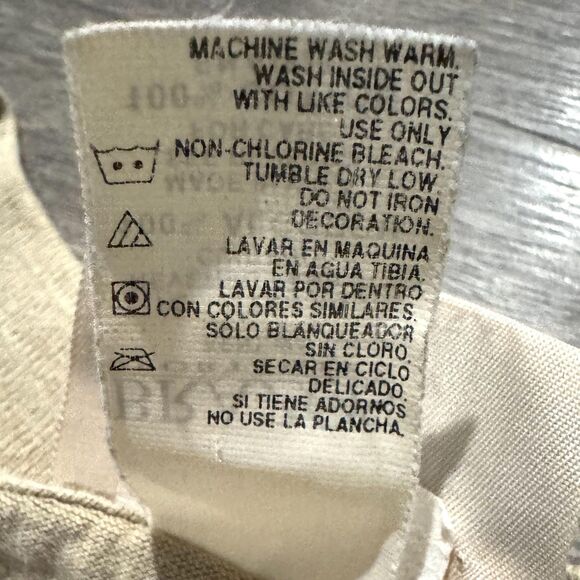 MACHINE WASH WARM.
WASH INSIDE OUT
WITH LIKE COLORS.
USE ONLY
NON-CHLORINE BLEACH.
TUMBLE DRY LOW
DO NOT IRON
DECORATION.
LAVAR EN MAQUINA
EN AGUA TIBIA.
LAVAR POR DENTRO
CON COLORES SIMILARES.
SÓLO BLANQUEADOR
SIN CLORO.
SECAR EN CICLO
DELICADO.
SI TIENE ADORNOS
NO USE LA PLANCHA.